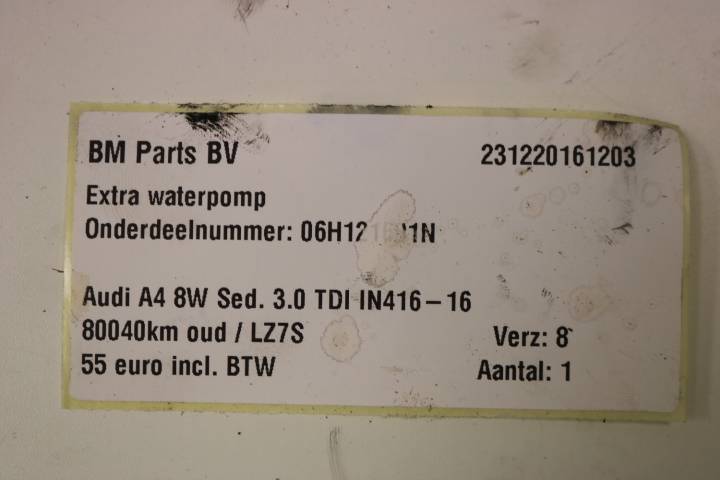 BM Parts BV 231220161203
Extra waterpomp
Onderdeelnummer:
Audi A4 8W Sed. 3.0 TDI IN416-16
80040km oud / LZ7S Verz: 8
55 euro incl. BTW Aantal: 1